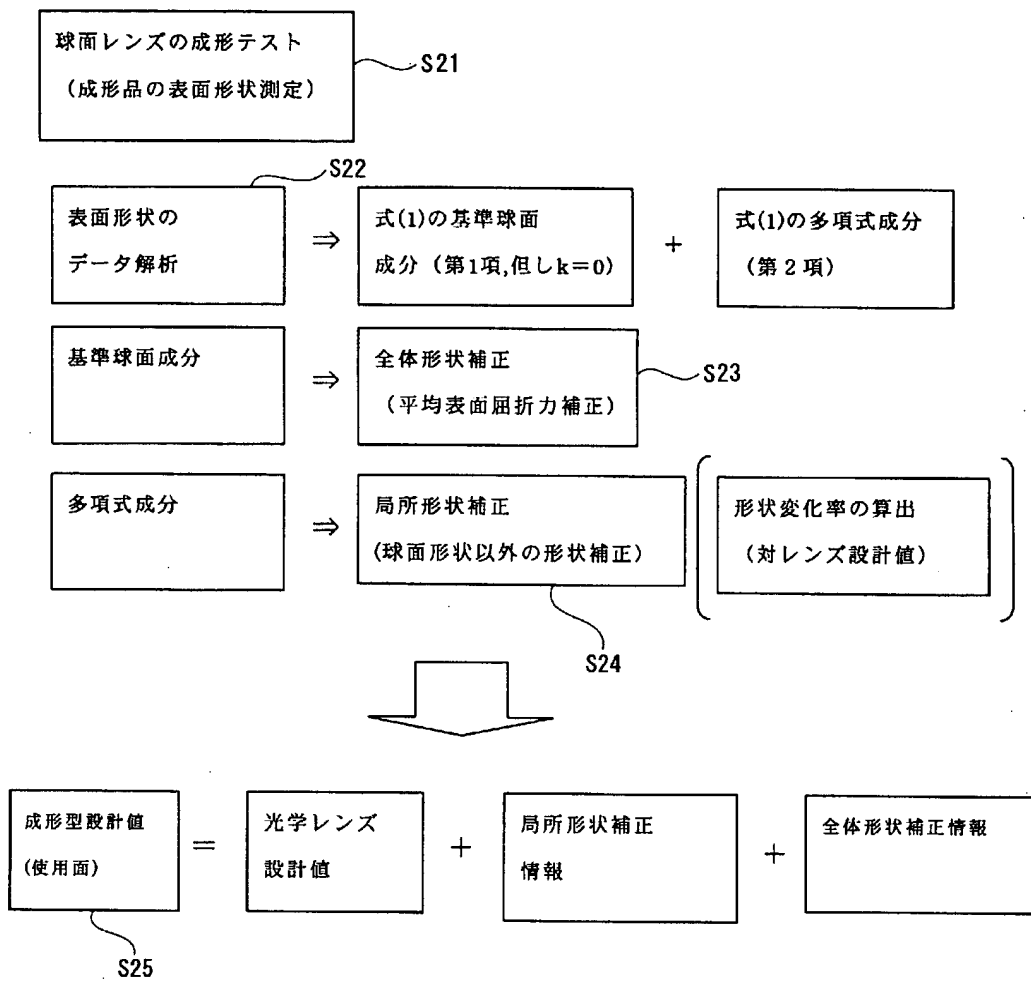 球面レンズの成形テスト
(成形品の表面形状測定)
S21
S22
表面形状の
データ解析
⇒
式(1)の基準球面
成分(第1項,但しk=0)
+
式(1)の多項式成分
(第2項)
基準球面成分
⇒
全体形状補正
(平均表面屈折力補正)
S23
多項式成分
⇒
局所形状補正
(球面形状以外の形状補正)
形状変化率の算出
(対レンズ設計値)
S24
成形型設計値
(使用面)
=
光学レンズ
設計値
+
局所形状補正
情報
+
全体形状補正情報
S25